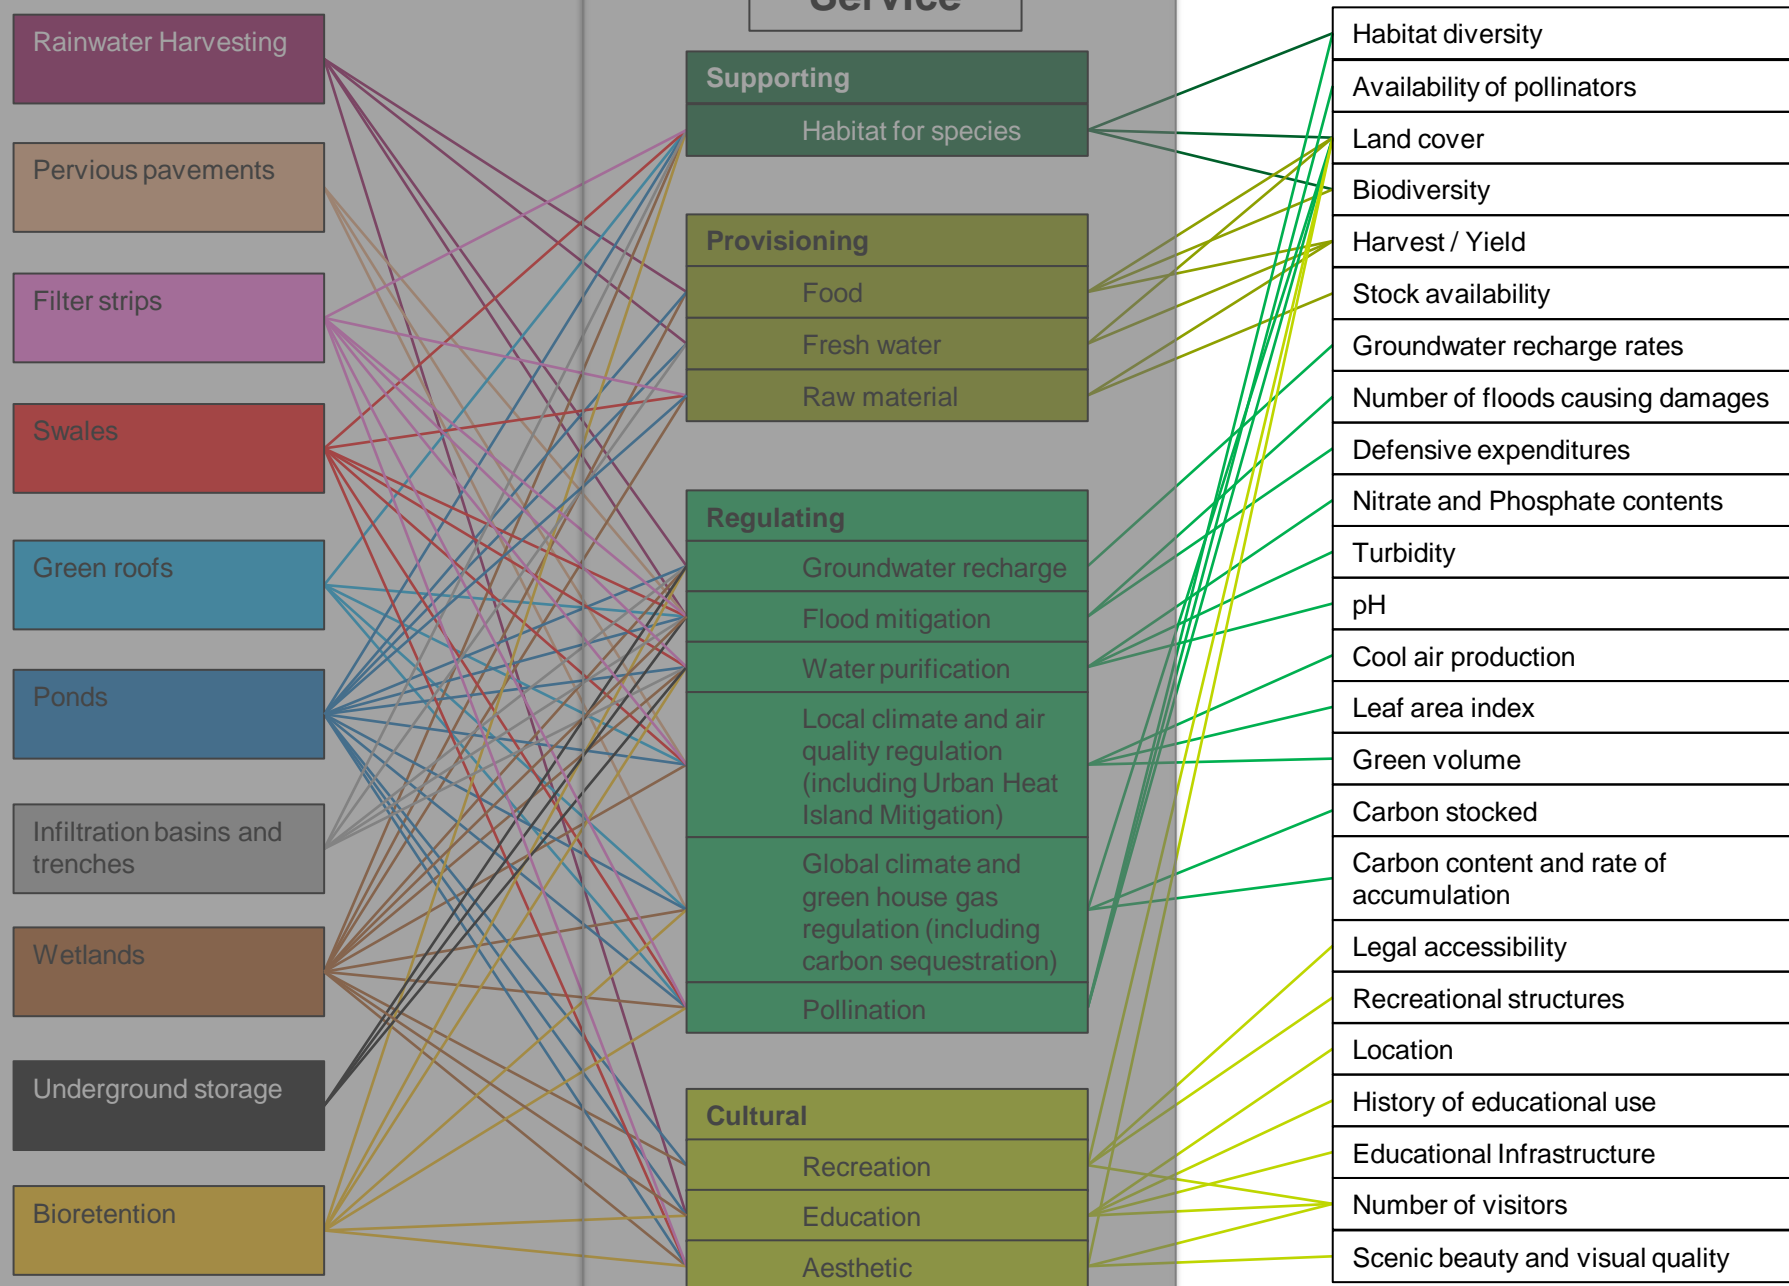 Rainwater Harvesting
Pervious pavements
Filter strips
Swales
Green roofs
Ponds
Infiltration basins and
trenches
Wetlands
Underground storage
Bioretention
Service
Supporting
Habitat for species
Provisioning
Food
Fresh water
Raw material
Regulating
Groundwater recharge
Flood mitigation
Water purification
Local climate and air
quality regulation
(including Urban Heat
Island Mitigation)
Global climate and
green house gas
regulation (including
carbon sequestration)
Pollination
Cultural
Recreation
Education
Aesthetic
Habitat diversity
Availability of pollinators
Land cover
Biodiversity
Harvest / Yield
Stock availability
Groundwater recharge rates
Number of floods causing damages
Defensive expenditures
Nitrate and Phosphate contents
Turbidity
pH
Cool air production
Leaf area index
Green volume
Carbon stocked
Carbon content and rate of
accumulation
Legal accessibility
Recreational structures
Location
History of educational use
Educational Infrastructure
Number of visitors
Scenic beauty and visual quality